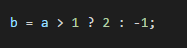 b = a > 1 ? 2 : -1;